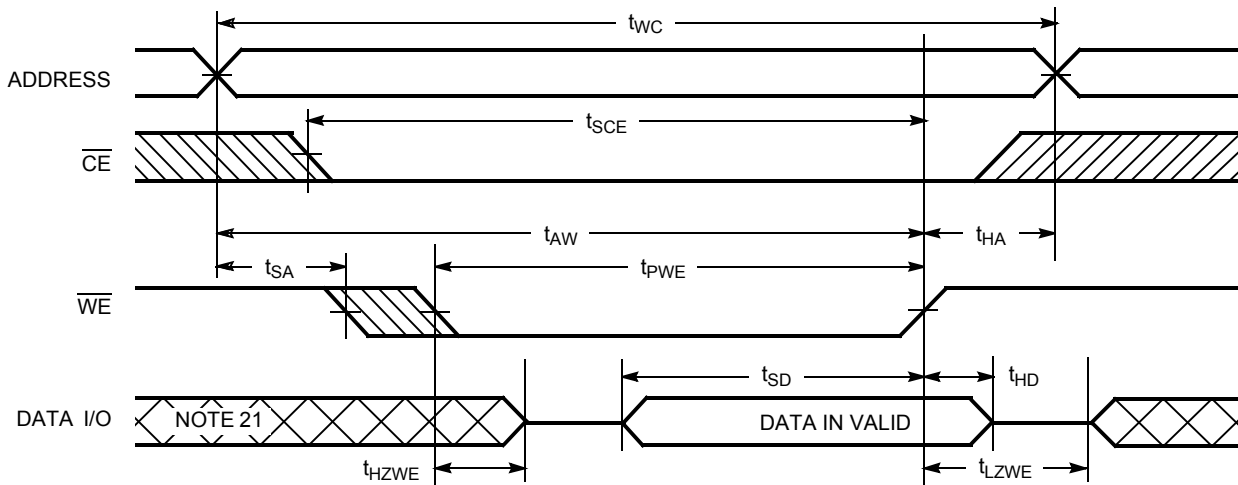 tWC
ADDRESS
tSCE
CE
tAW
tHA
tSA
tPWE
WE
tSD
tHD
DATA I/O
NOTE 21
DATA IN VALID
tHZWE
tLZWE